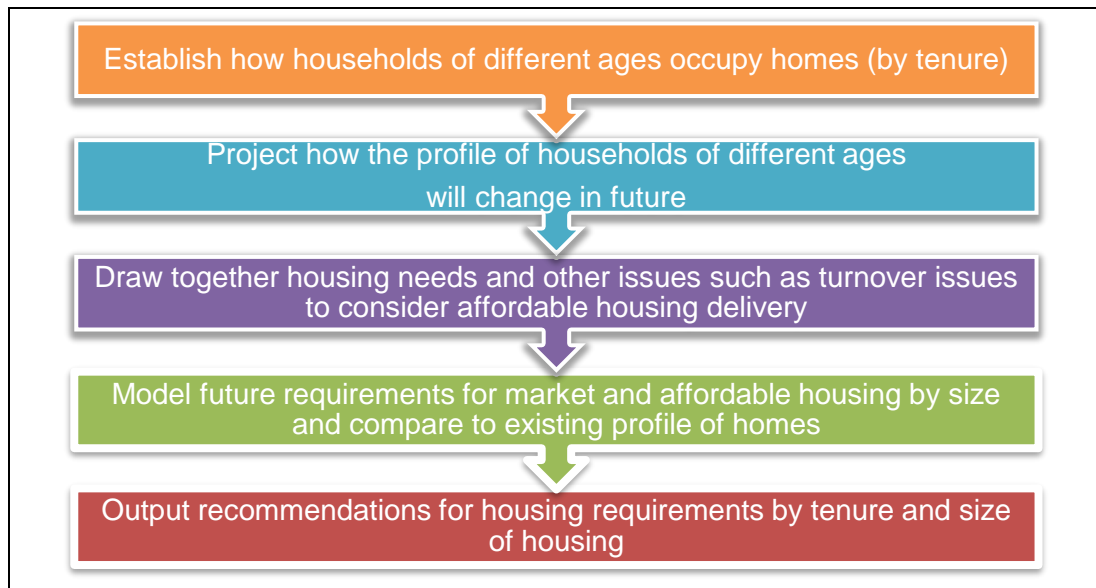 Establish how households of different ages occupy homes (by tenure)
Project how the profile of households of different ages
will change in future
Draw together housing needs and other issues such as turnover issues
to consider affordable housing delivery
Model future requirements for market and affordable housing by size
and compare to existing profile of homes
Output recommendations for housing requirements by tenure and size
of housing